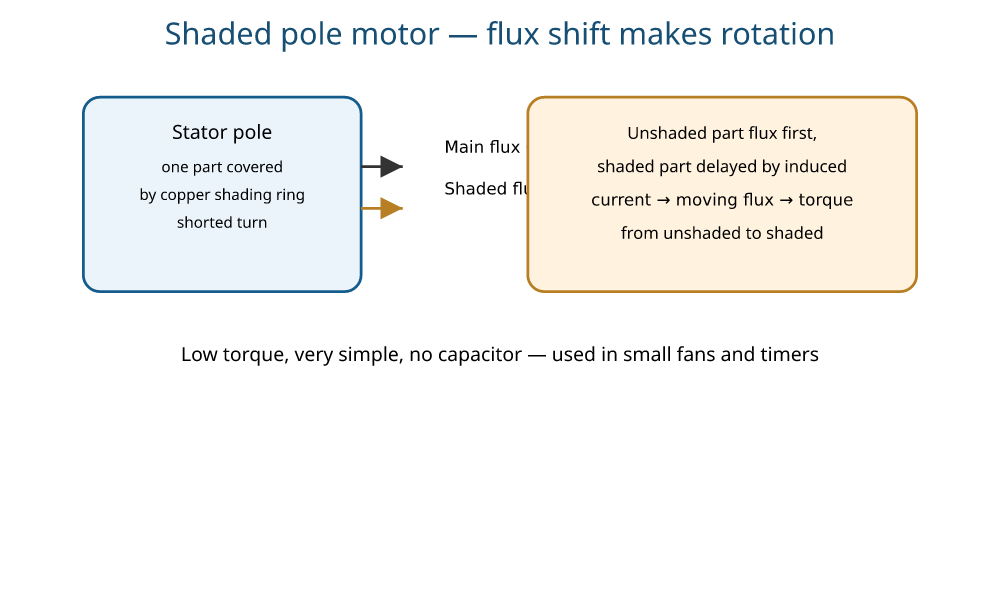 Shaded pole motor — flux shift makes rotation
Stator pole
one part covered
by copper shading ring
shorted turn
Main flux
Shaded
Unshaded part flux first,
shaded part delayed by induced
current → moving flux → torque
from unshaded to shaded
Low torque, very simple, no capacitor — used in small fans and timers